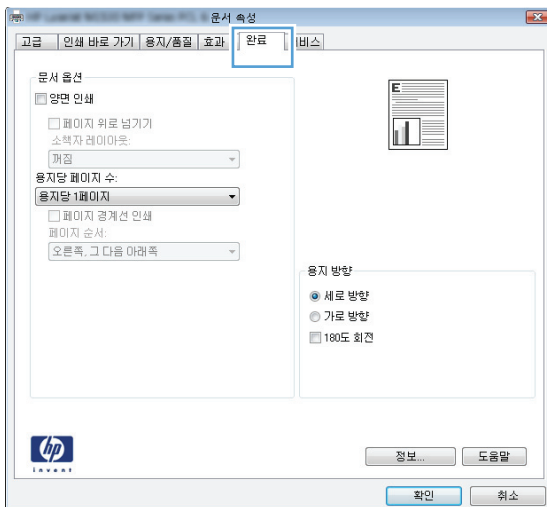 문서 속성
고급 인쇄 바로 가기 용지/품질 효과 완료 비스
문서 옵션
양면 인쇄
페이지 위로 넘기기
소책자 레이아웃:
꺼짐
용지당 페이지 수:
용지당 1페이지
페이지 경계선 인쇄
페이지 순서:
오른쪽, 그 다음 아래쪽
E
용지 방향
세로 방향
가로 방향
180도 회전
hp
invent
정보... 도움말
확인 취소